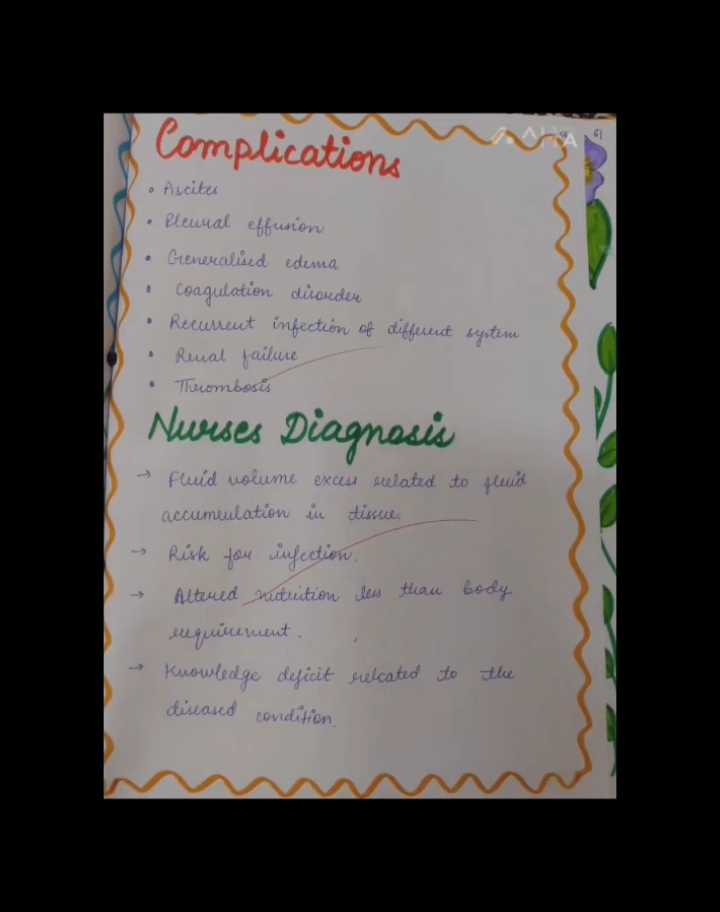 61
Complications
• Ascites
• Pleural effusion
• Generalised edema
• Coagulation disorder
• Recurrent infection of different system
• Renal failure
• Thrombosis
Nurses Diagnosis
→ Fluid volume excess related to fluid
accumulation in tissue.
→ Risk for infection.
→ Altered nutrition less than body
requirement.
→ Knowledge deficit relcated to the
diseased condition.